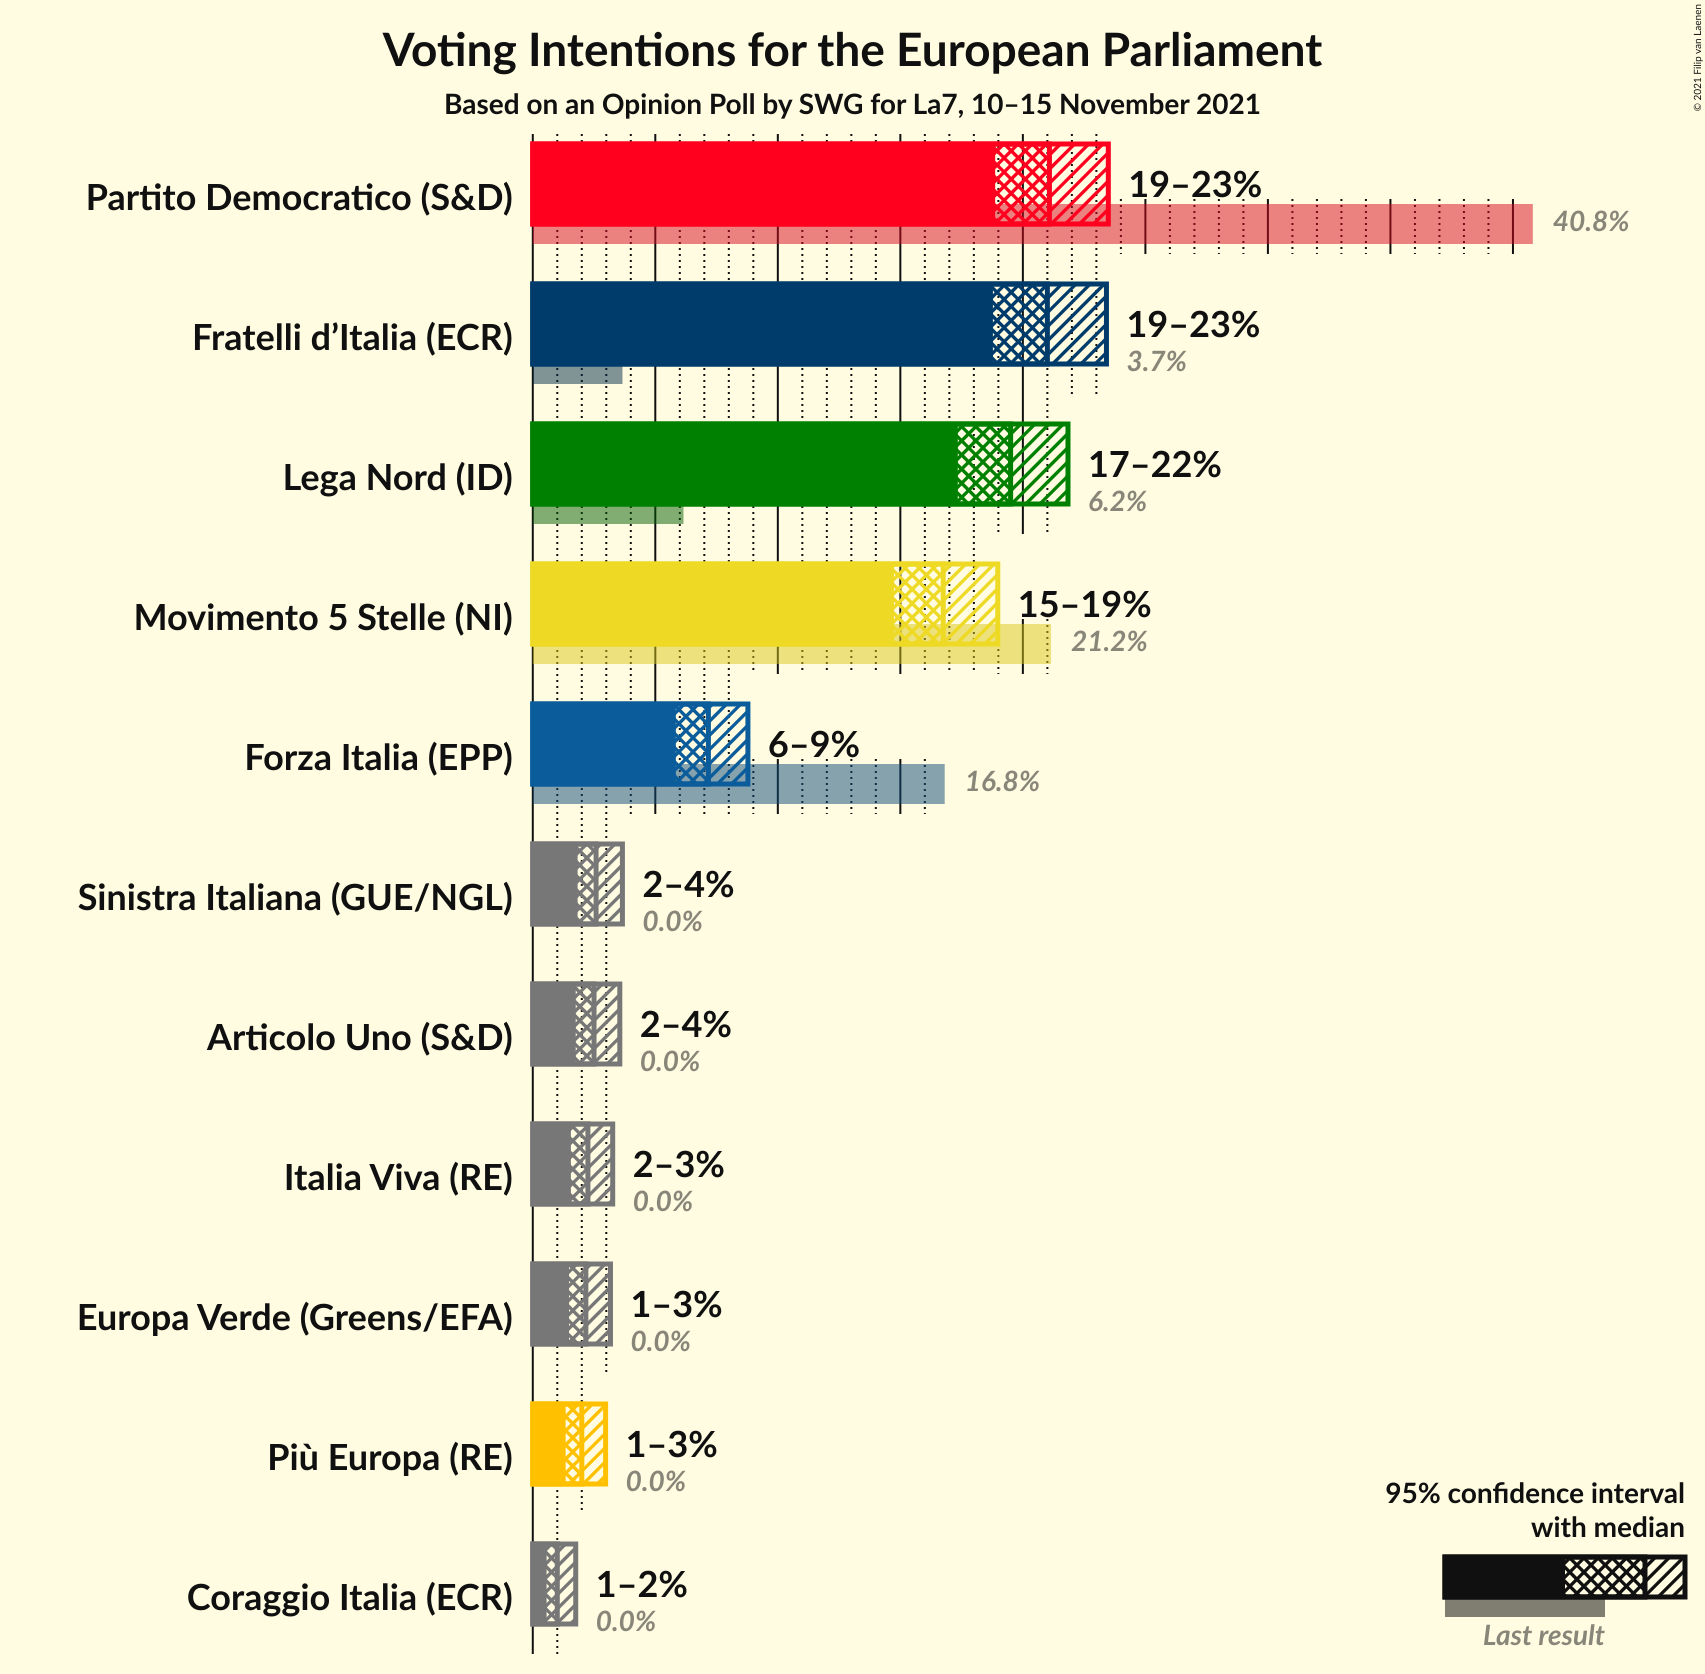 Voting Intentions for the European Parliament
Based on an Opinion Poll by SWG for La7, 10–15 November 2021
© 2021 Filip van Laenen
Partito Democratico (S&D)
19–23%
40.8%
Fratelli d’Italia (ECR)
19–23%
3.7%
Lega Nord (ID)
17–22%
6.2%
Movimento 5 Stelle (NI)
15–19%
21.2%
Forza Italia (EPP)
6–9%
16.8%
Sinistra Italiana (GUE/NGL)
2–4%
0.0%
Articolo Uno (S&D)
2–4%
0.0%
Italia Viva (RE)
2–3%
0.0%
Europa Verde (Greens/EFA)
1–3%
0.0%
Più Europa (RE)
1–3%
0.0%
Coraggio Italia (ECR)
1–2%
0.0%
95% confidence interval
with median
Last result